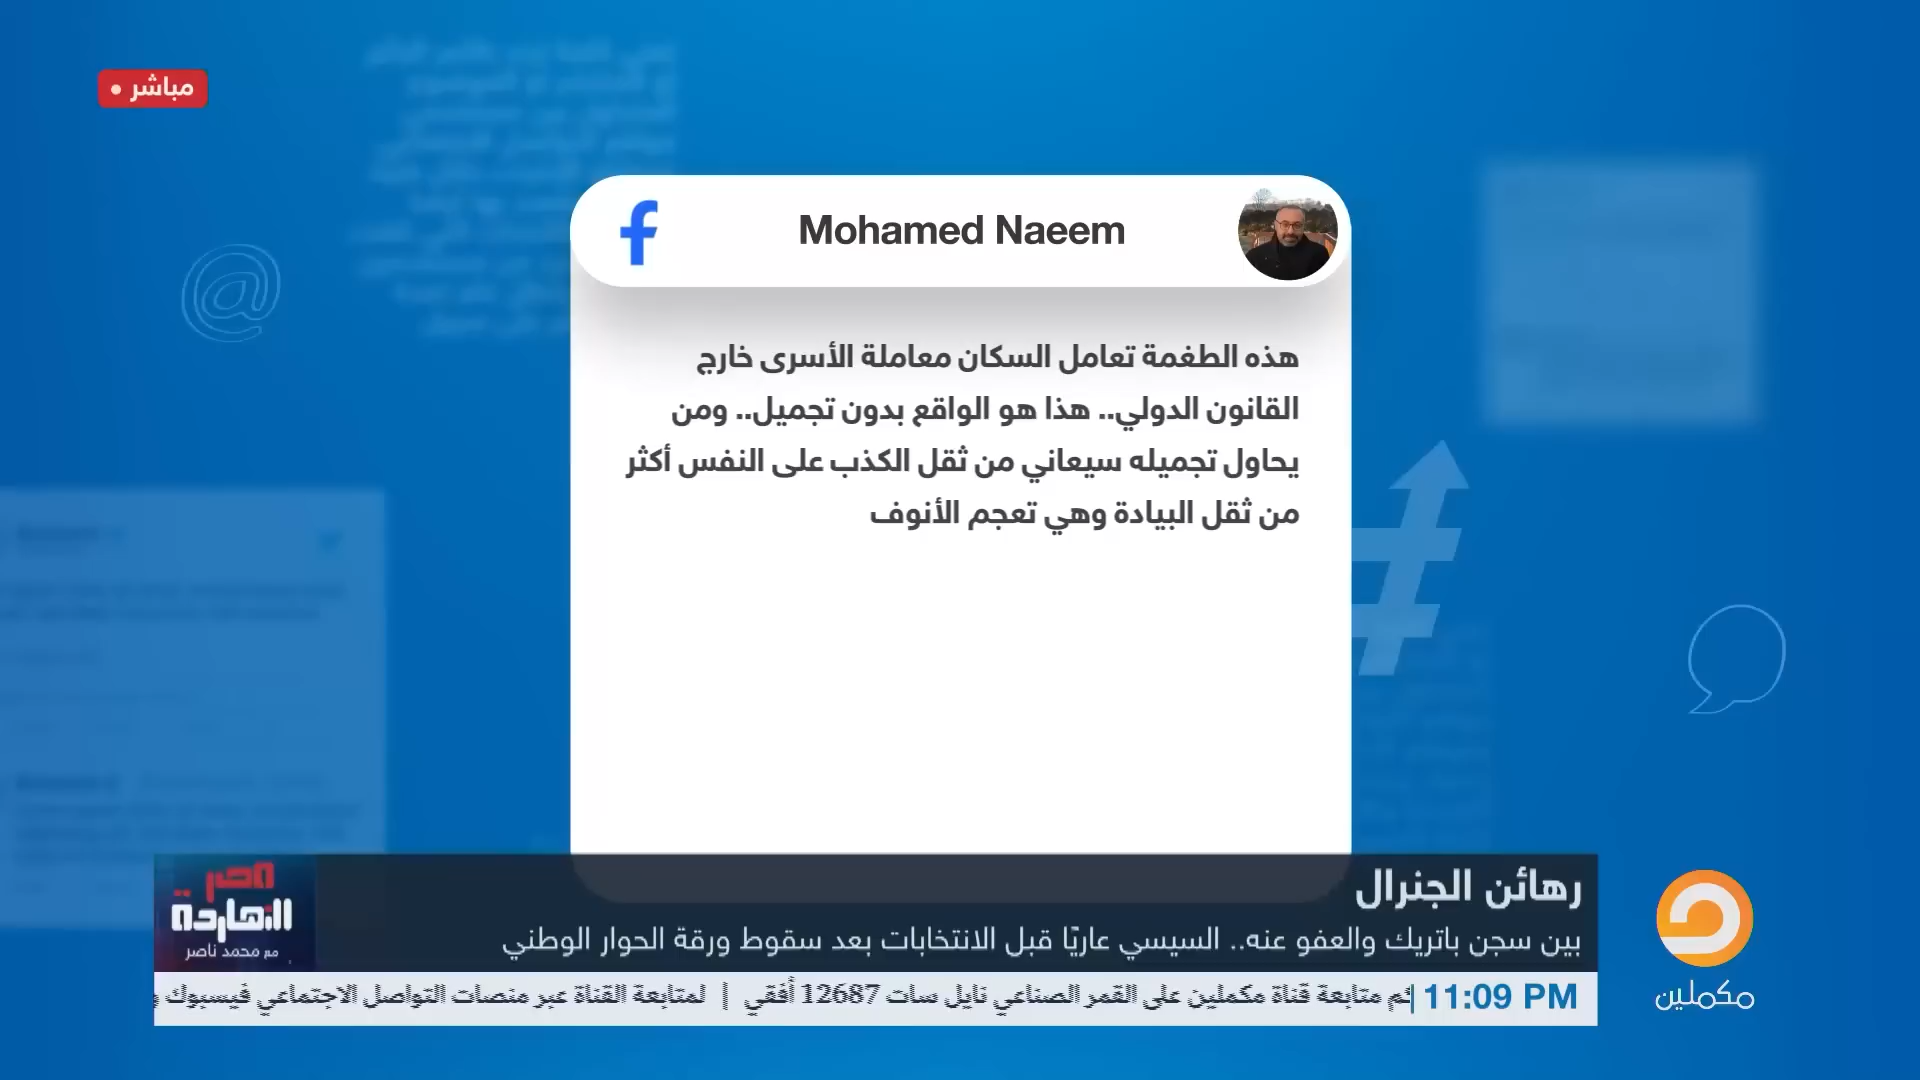 مباشر
Mohamed Naeem
هذه الطغمة تعامل السكان معاملة الأسرى خارج
القانون الدولي.. هذا هو الواقع بدون تجميل.. ومن
يحاول تجميله سيعاني من ثقل الكذب على النفس أكثر
من ثقل البيادة وهي تعجم الأنوف
رهائن الجنرال
بين سجن باتريك والعفو عنه.. السيسي عاريًا قبل الانتخابات بعد سقوط ورقة الحوار الوطني
مصر
النهاردة
مع محمد ناصر
11:09 PM
متابعة قناة مكملين على القمر الصناعي نايل سات 12687 أفقي | لمتابعة القناة عبر منصات التواصل الاجتماعي فيسبوك
مكملين